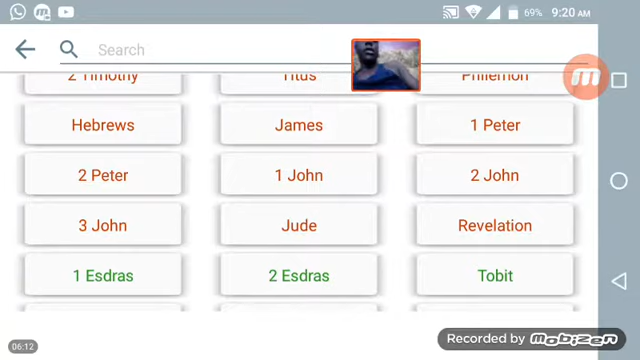 69% 9:20 AM
Search
2 Timothy Titus Philemon
Hebrews James 1 Peter
2 Peter 1 John 2 John
3 John Jude Revelation
1 Esdras 2 Esdras Tobit
06:12
Recorded by Mobizen